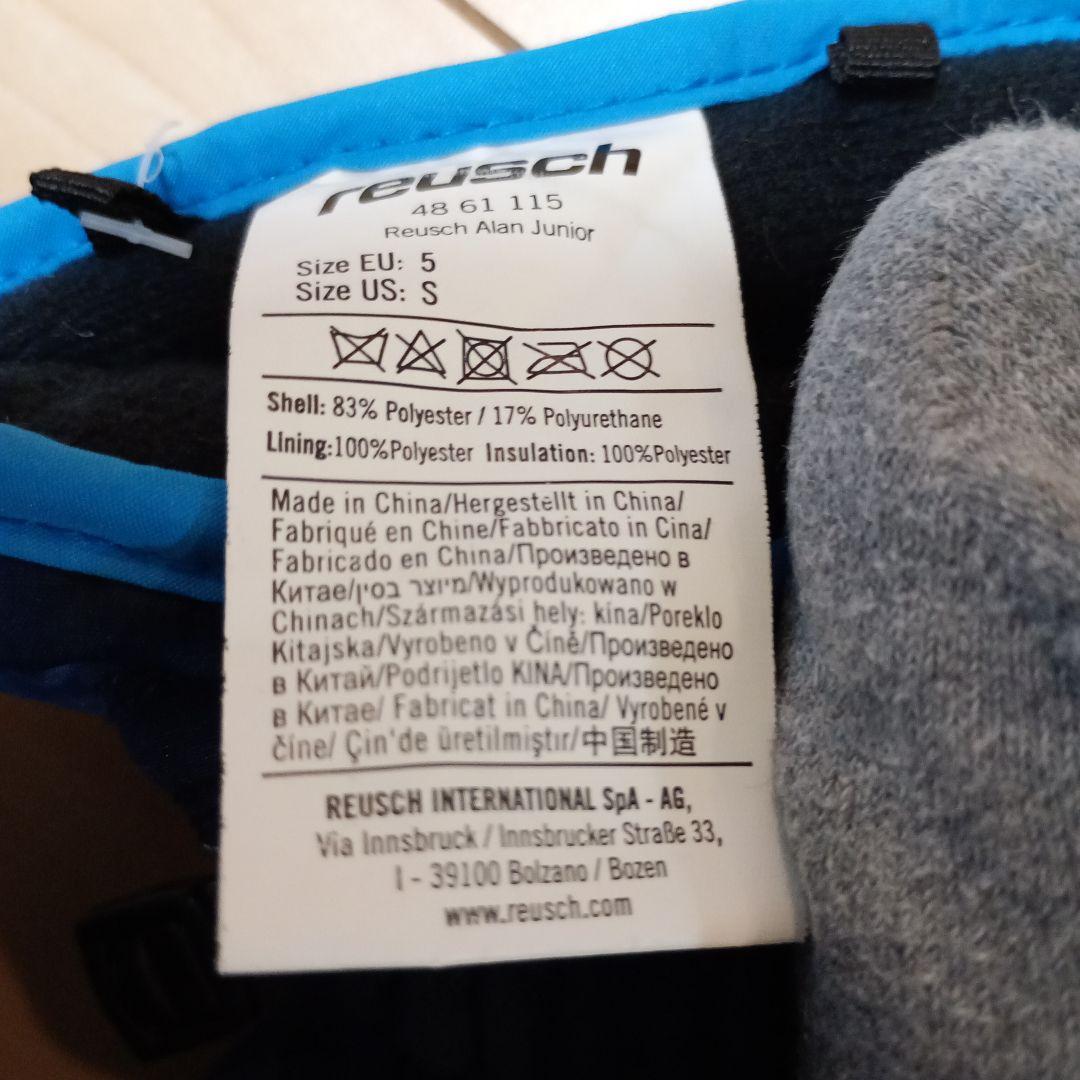 reusch
48 61 115
Reusch Alan Junior
Size EU: 5
Size US: S
Shell: 83% Polyester / 17% Polyurethane
Lining:100%Polyester Insulation: 100%Polyester
Made in China/Hergestellt in China/
Fabriqué en Chine/Fabbricato in Cina/
Fabricado en China/Произведено в
Китае/מיוצר בסין/Wyprodukowano w
Chinach/Származási hely: kína/Poreklo
Kitajska/Vyrobeno v Číně/Произведено
в Китай/Podrijetlo KINA/Произведено
в Китае/ Fabricat in China/ Vyrobené v
číne/ Çin'de üretilmiştir/中国制造
REUSCH INTERNATIONAL SpA - AG,
Via Innsbruck / Innsbrucker Straße 33,
I - 39100 Bolzano / Bozen
www.reusch.com